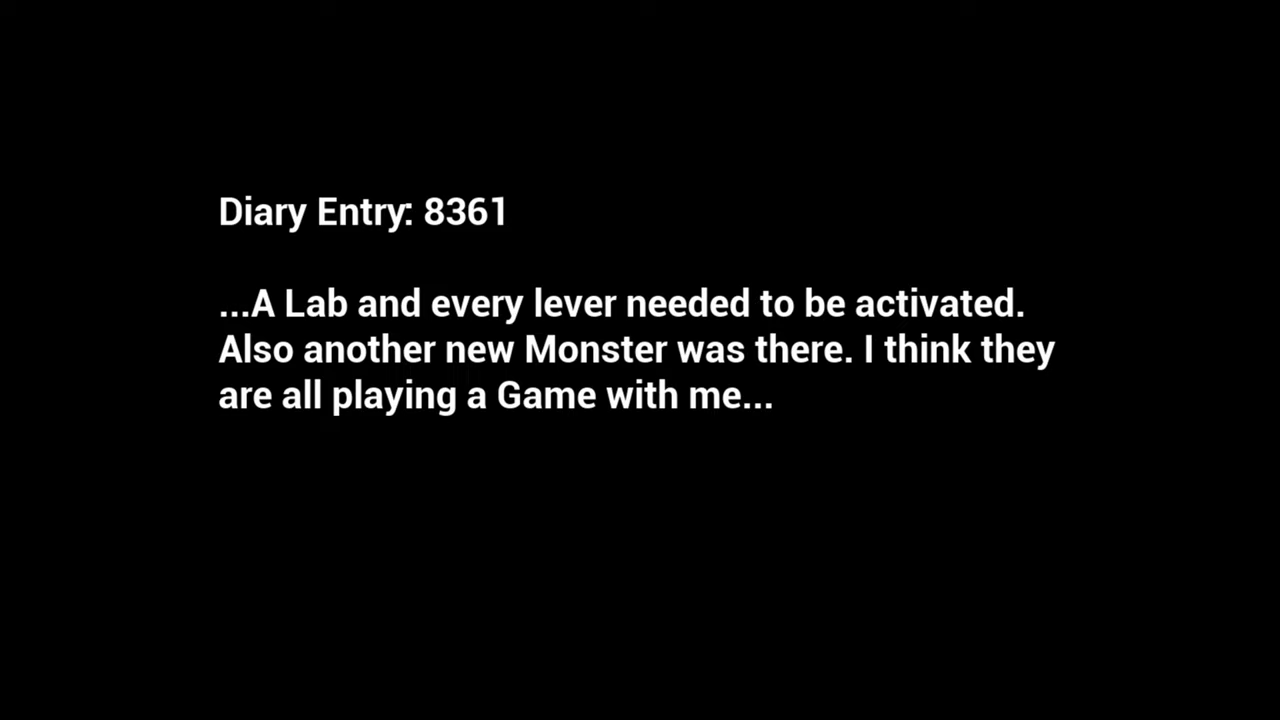 Diary Entry: 8361
...A Lab and every lever needed to be activated.
Also another new Monster was there. I think they
are all playing a Game with me...